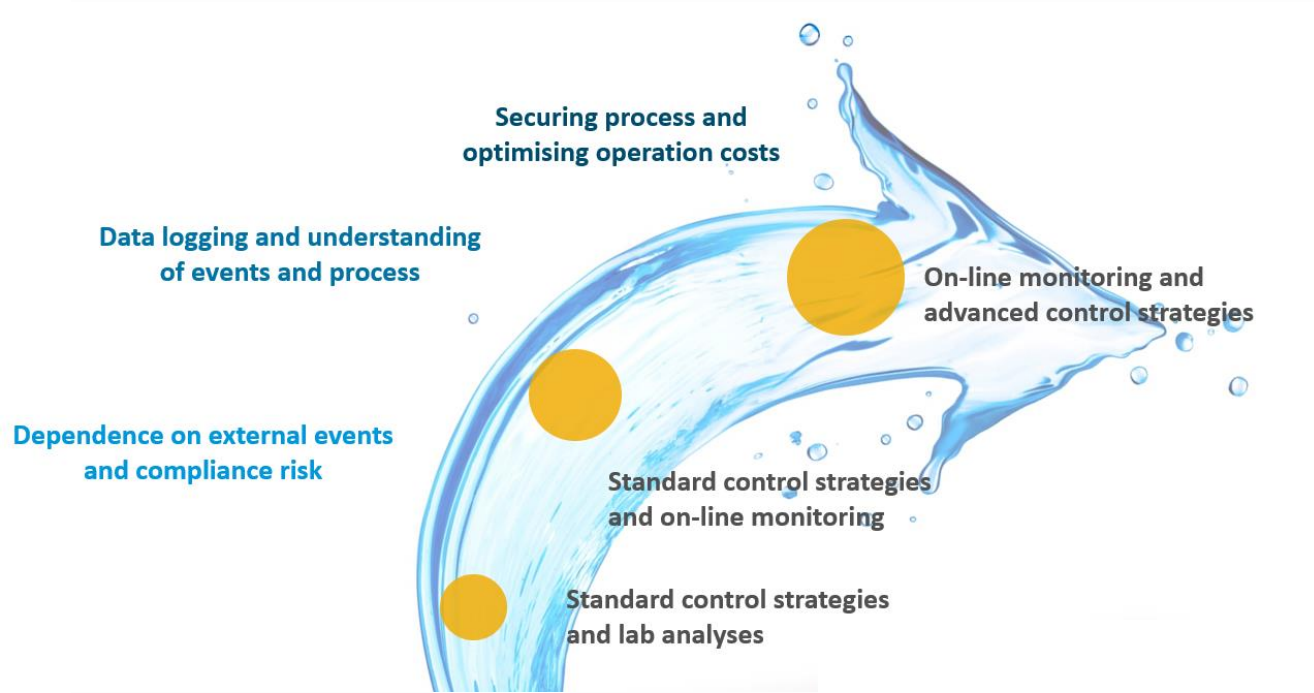 Securing process and
optimising operation costs
Data logging and understanding
of events and process
On-line monitoring and
advanced control strategies
Dependence on external events
and compliance risk
Standard control strategies
and on-line monitoring
Standard control strategies
and lab analyses